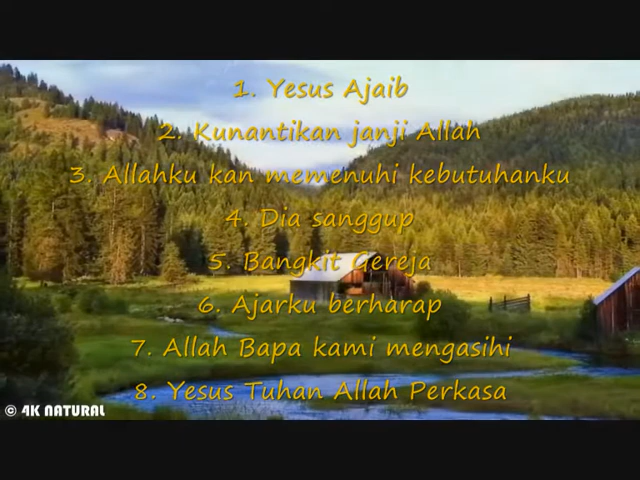 1. Yesus Ajaib
2. Kunantikan janji Allah
3. Allahku kan memenuhi kebutuhanku
4. Dia sanggup
5. Bangkit Gereja
6. Ajarku berharap
7. Allah Bapa kami mengasihi
8. Yesus Tuhan Allah Perkasa
© 4K NATURAL